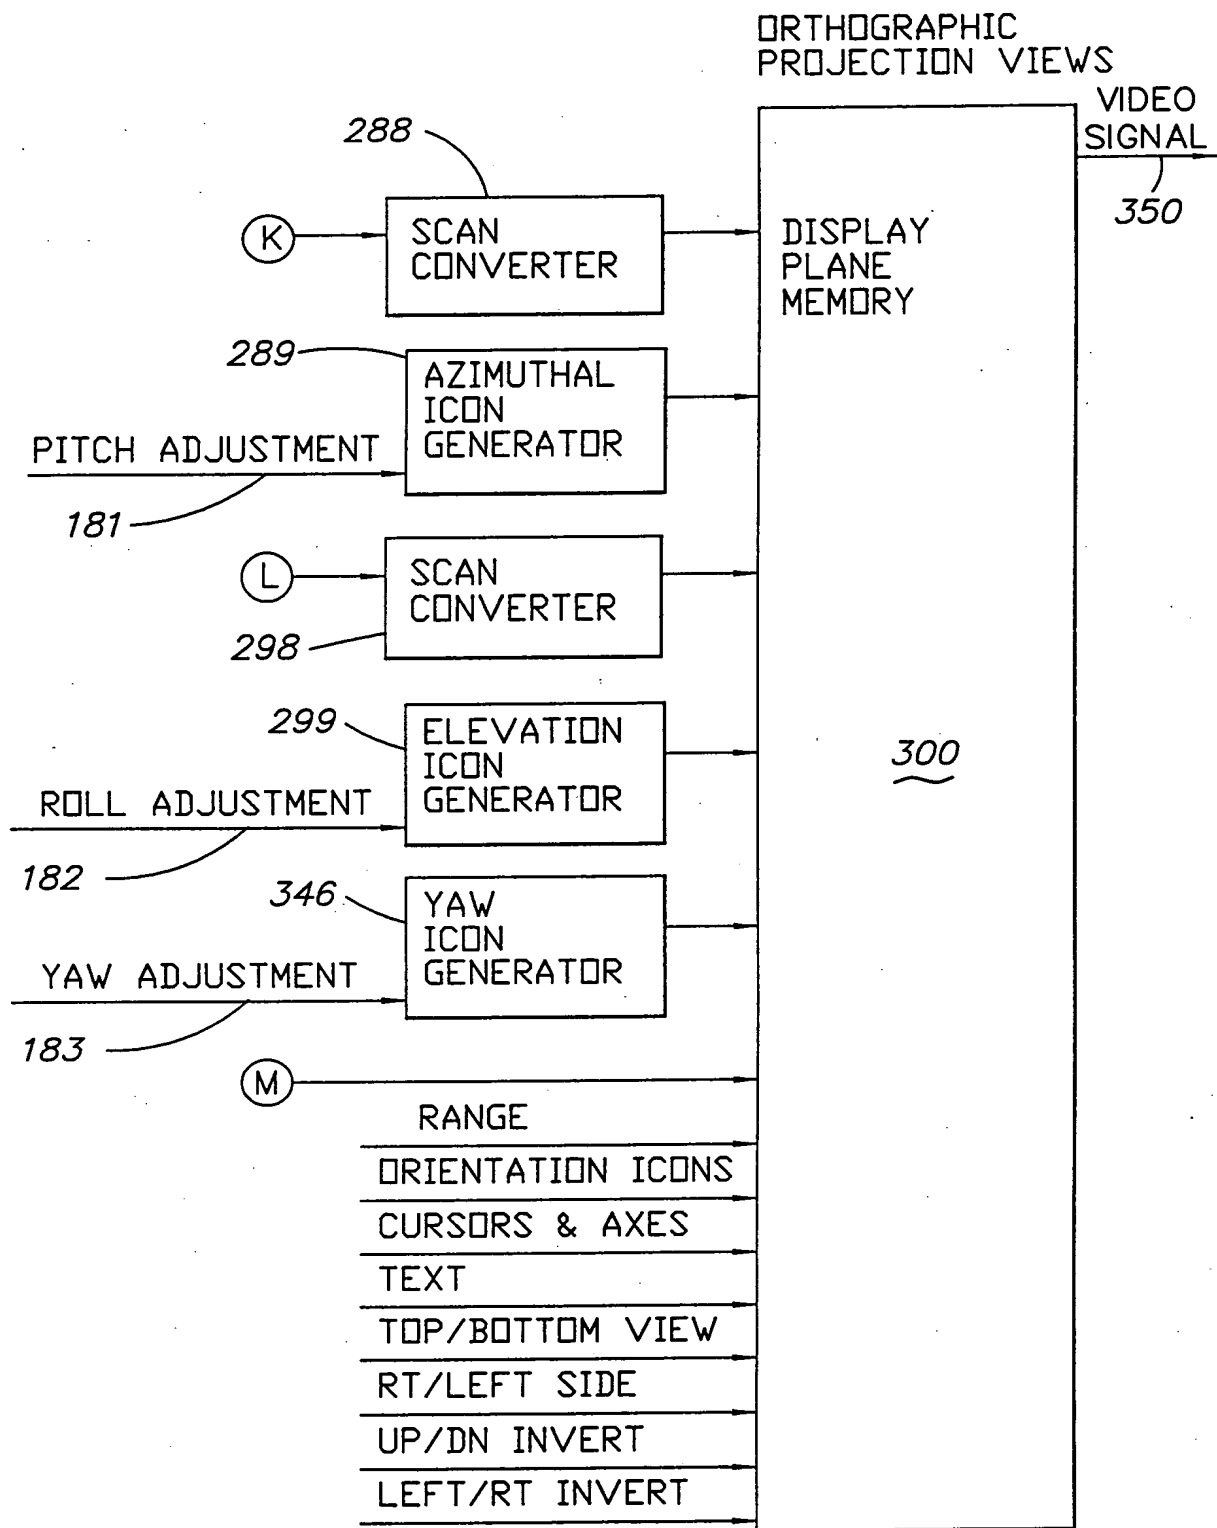 ORTHOGRAPHIC
PROJECTION VIEWS
VIDEO
SIGNAL
350
288
K
SCAN
CONVERTER
DISPLAY
PLANE
MEMORY
289
AZIMUTHAL
ICON
GENERATOR
PITCH ADJUSTMENT
181
L
SCAN
CONVERTER
298
299
ELEVATION
ICON
GENERATOR
300
ROLL ADJUSTMENT
182
346
YAW
ICON
GENERATOR
YAW ADJUSTMENT
183
M
RANGE
ORIENTATION ICONS
CURSORS & AXES
TEXT
TOP/BOTTOM VIEW
RT/LEFT SIDE
UP/DN INVERT
LEFT/RT INVERT